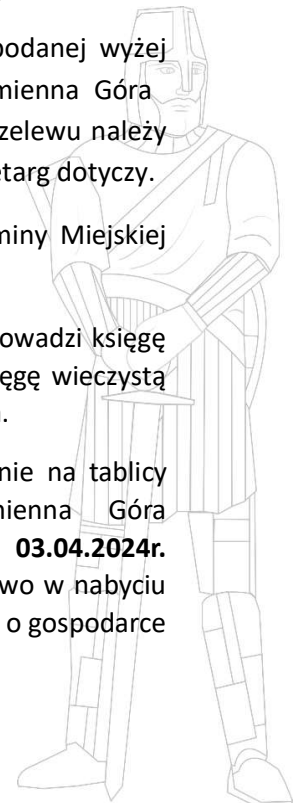 podanej wyżej
mienna Góra
zelewu należy
etarg dotyczy.
miny Miejskiej
owadzi księgę
ęgę wieczystą
nie na tablicy
mienna Góra
03.04.2024r.
wo w nabyciu
o gospodarce